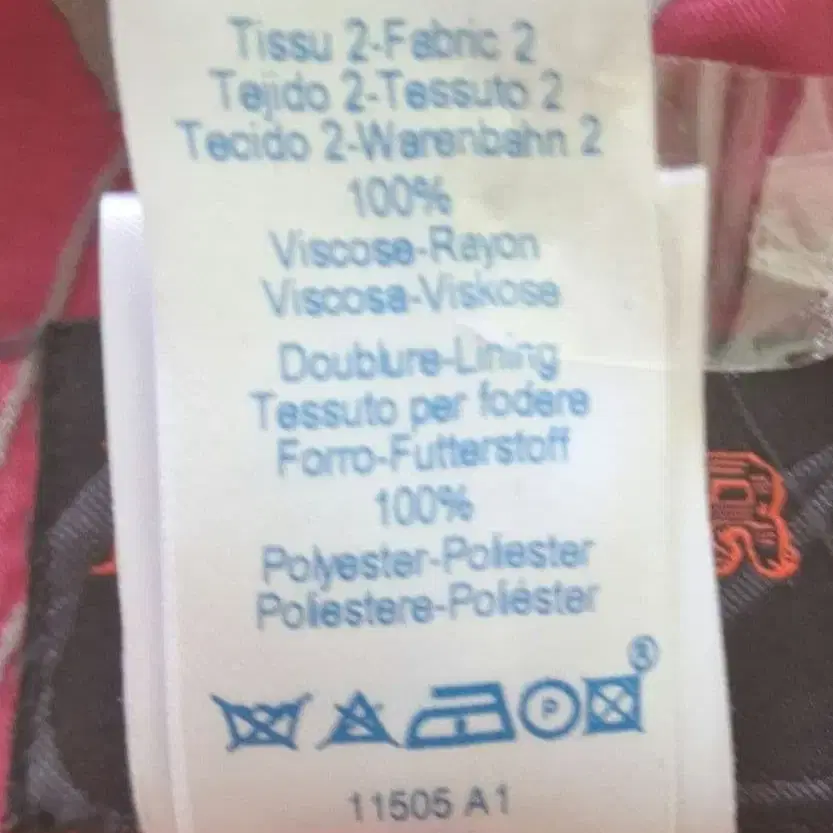 Tissu 2-Fabric 2
Tejido 2-Tessuto 2
Tecido 2-Warenbahn 2
100%
Viscose-Rayon
Viscosa-Viskose
Doublure-Lining
Tessuto per fodere
Forro-Futterstoff
100%
Polyester-Poliester
Poliestere-Poliéster
®
P
11505 A1